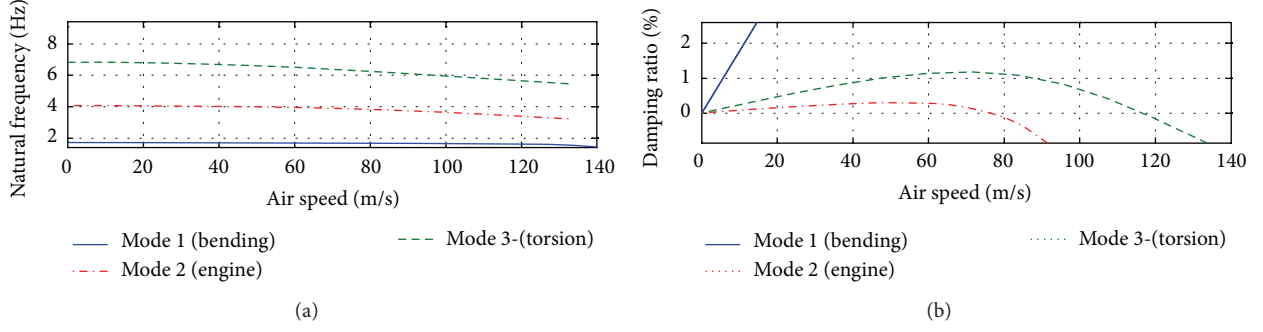 Natural frequency (Hz)
8
6
4
2
0 20 40 60 80 100 120 140
Air speed (m/s)
Mode 1 (bending)
Mode 2 (engine)
Mode 3-(torsion)
(a)
Damping ratio (%)
2
1
0
0 20 40 60 80 100 120 140
Air speed (m/s)
Mode 1 (bending)
Mode 2 (engine)
Mode 3-(torsion)
(b)